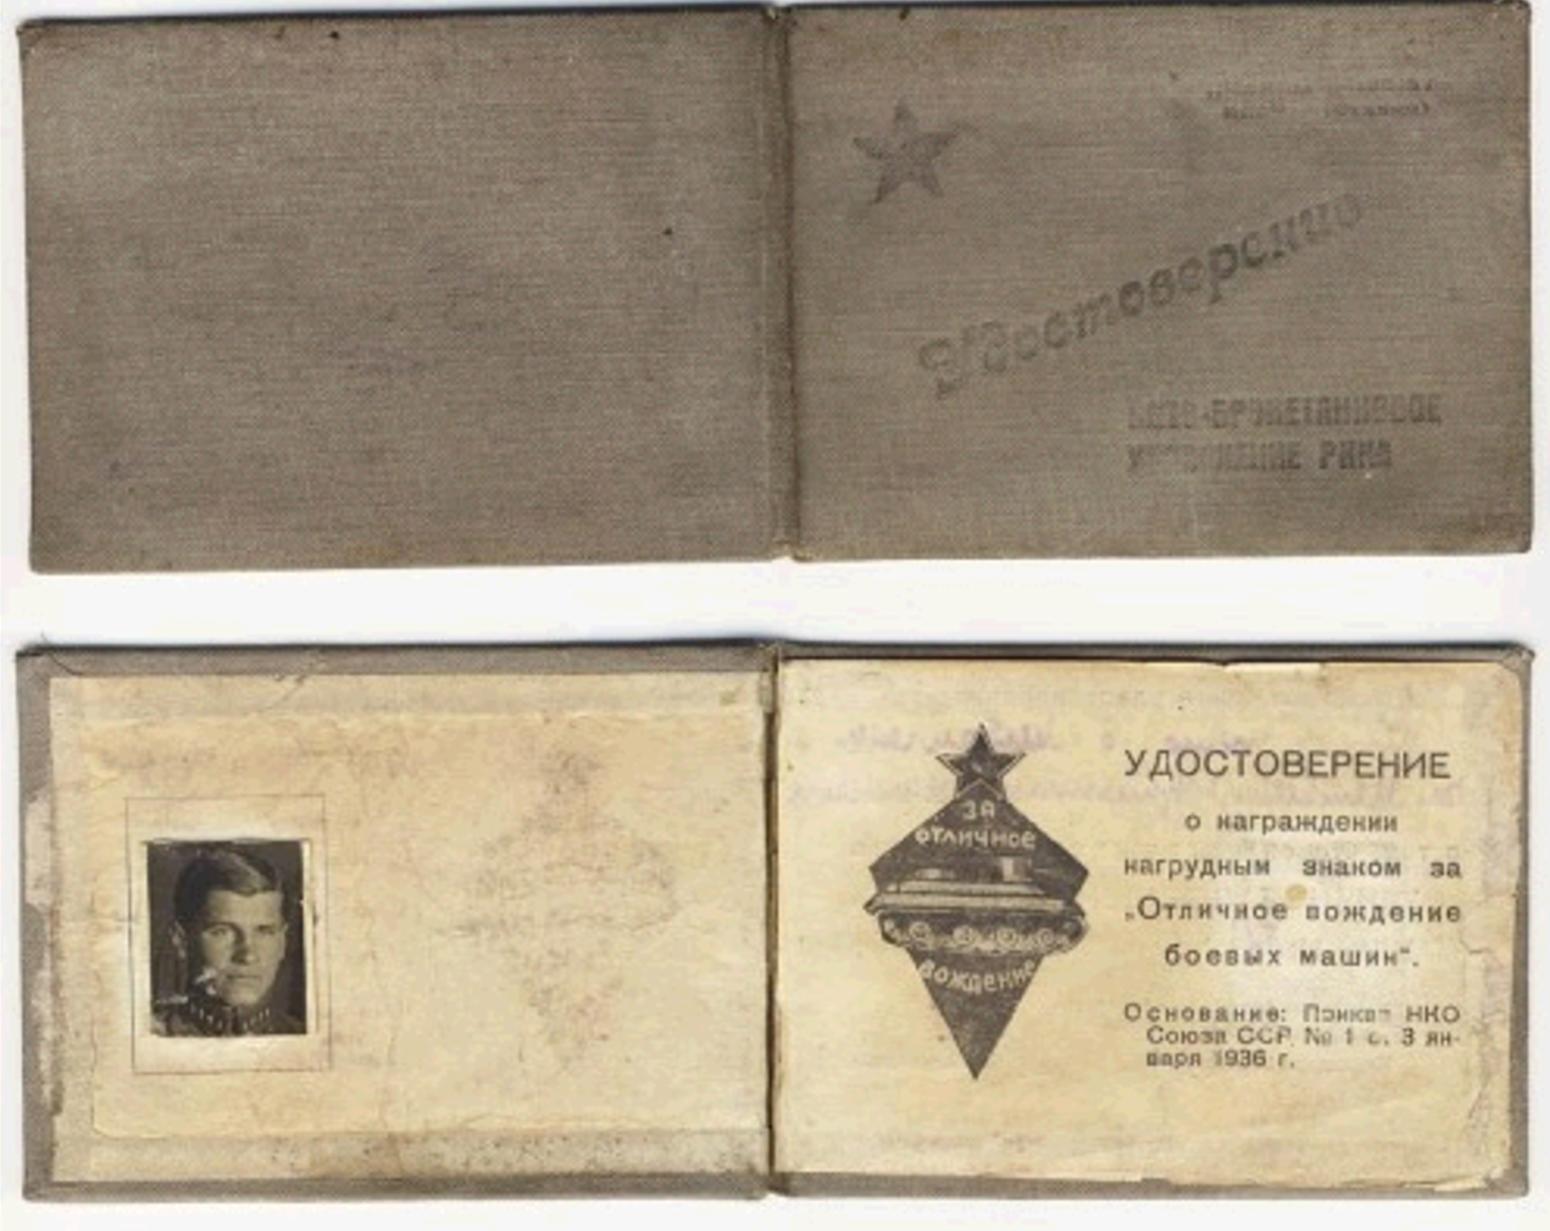 Удостоверение
УПРАВЛЕНИЕ РККА
ЗА
ОТЛИЧНОЕ
ВОЖДЕНИЕ
УДОСТОВЕРЕНИЕ
о награждении
нагрудным знаком за
„Отличное вождение
боевых машин“.
Основание: Приказ НКО
Союза ССР № 1 с. 3 ян-
варя 1936 г.